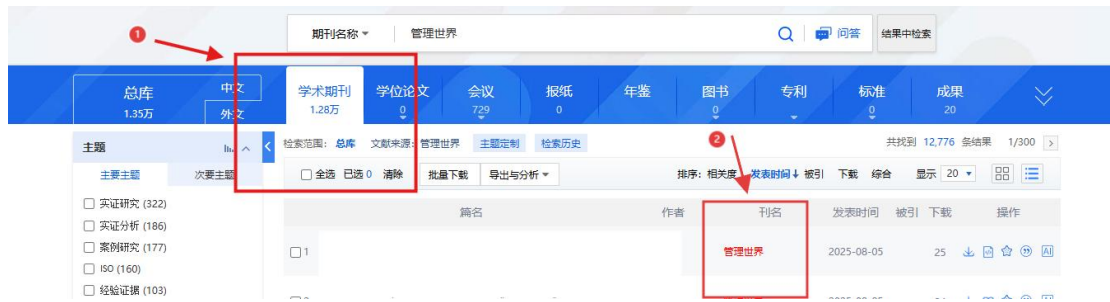 期刊名称 管理世界 问答 结果中检索
1
总库 中文 学术期刊 学位论文 会议 报纸 年鉴 图书 专利 标准 成果
1.35万 外文 1.28万 0 729 0 0 0 20
主题 检索范围：总库 文献来源：管理世界 主题定制 检索历史 2 共找到 12,776 条结果 1/300
主要主题 次要主题 全选 已选 0 清除 批量下载 导出与分析 排序：相关度 发表时间↓ 被引 下载 综合 显示 20
实证研究 (322)
实证分析 (186) 篇名 作者 刊名 发表时间 被引 下载 操作
案例研究 (177) 1 管理世界 2025-08-05 25 AI
ISO (160)
经验证据 (103)